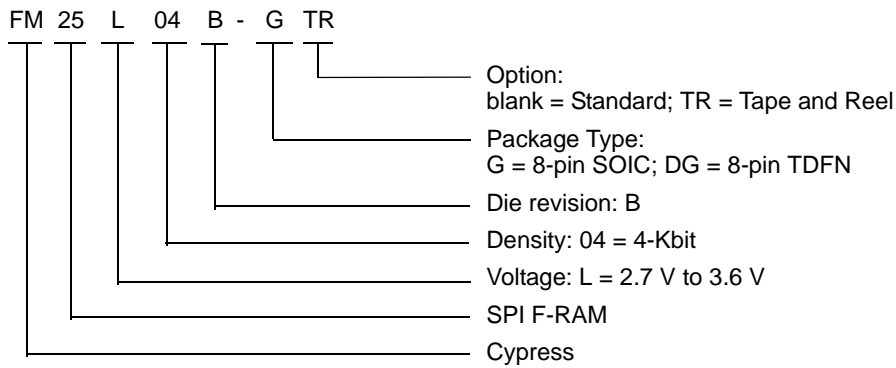 FM 25 L 04 B - G TR
Option:
blank = Standard; TR = Tape and Reel
Package Type:
G = 8-pin SOIC; DG = 8-pin TDFN
Die revision: B
Density: 04 = 4-Kbit
Voltage: L = 2.7 V to 3.6 V
SPI F-RAM
Cypress